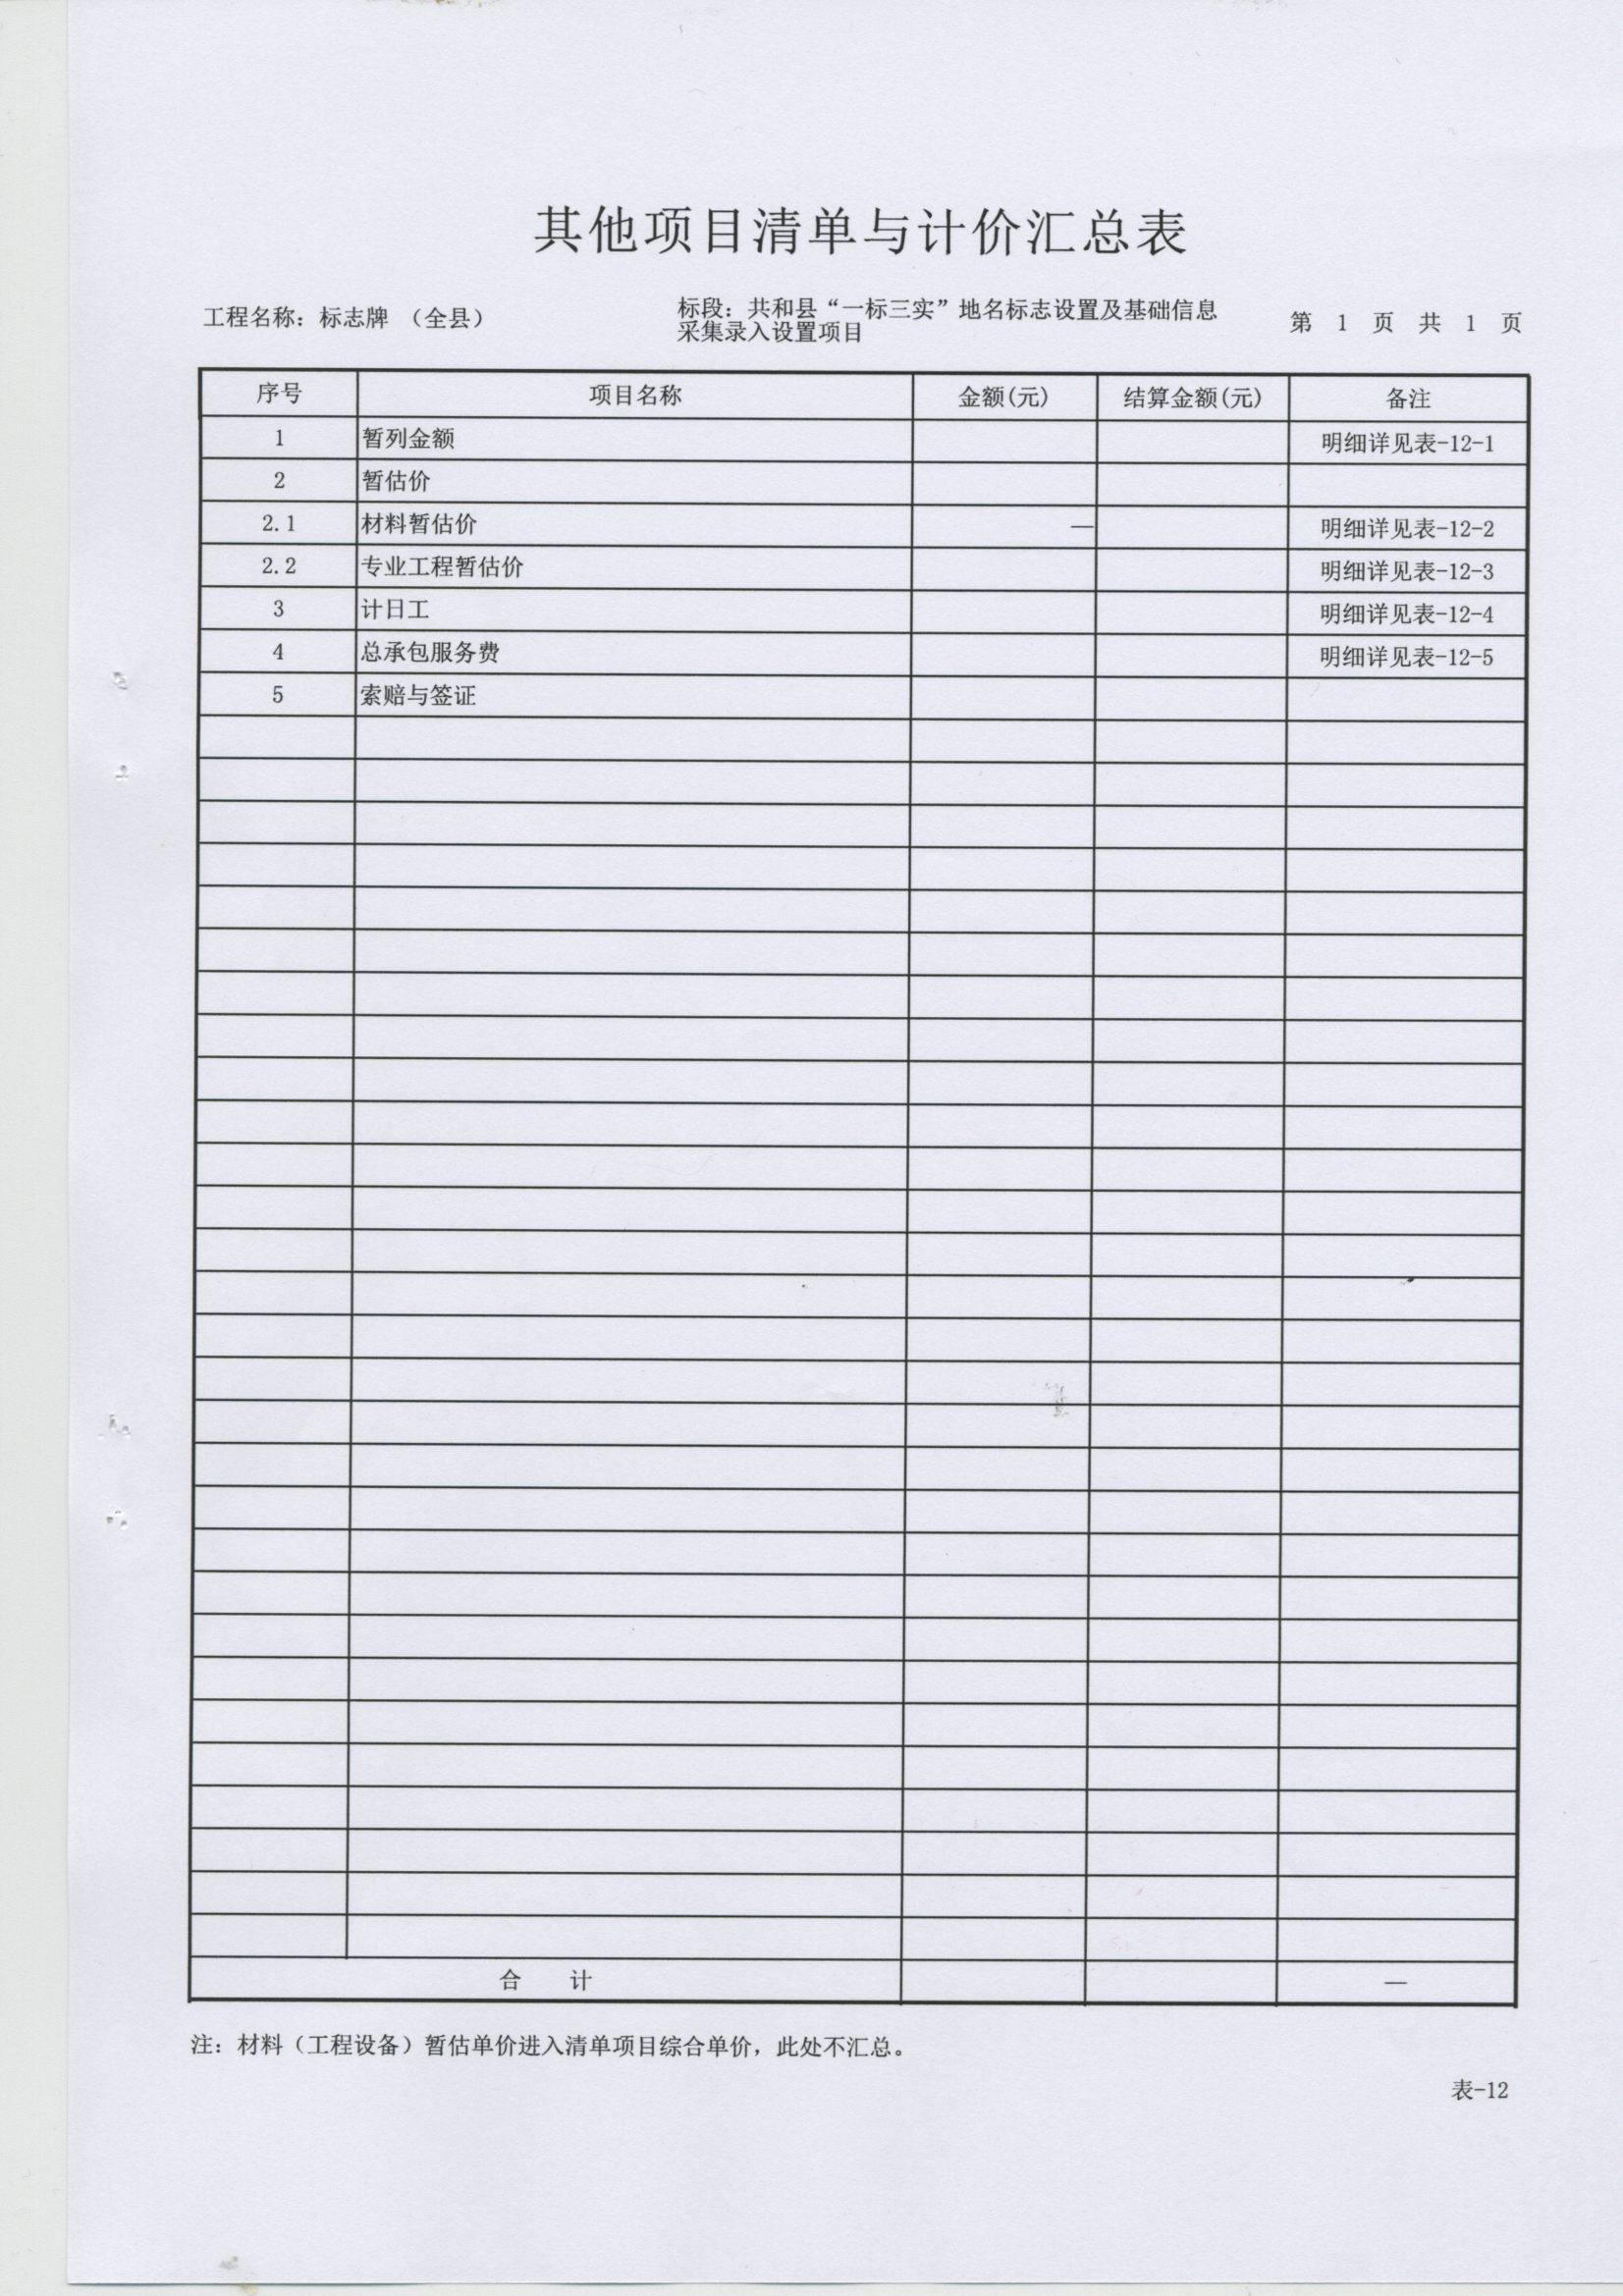 其他项目清单与计价汇总表
工程名称：标志牌 （全县）
标段：共和县“一标三实”地名标志设置及基础信息
采集录入设置项目
第 1 页 共 1 页
序号 项目名称 金额(元) 结算金额(元) 备注
1 暂列金额 明细详见表-12-1
2 暂估价
2.1 材料暂估价 — 明细详见表-12-2
2.2 专业工程暂估价 明细详见表-12-3
3 计日工 明细详见表-12-4
4 总承包服务费 明细详见表-12-5
5 索赔与签证
合 计 —
注：材料（工程设备）暂估单价进入清单项目综合单价，此处不汇总。
表-12